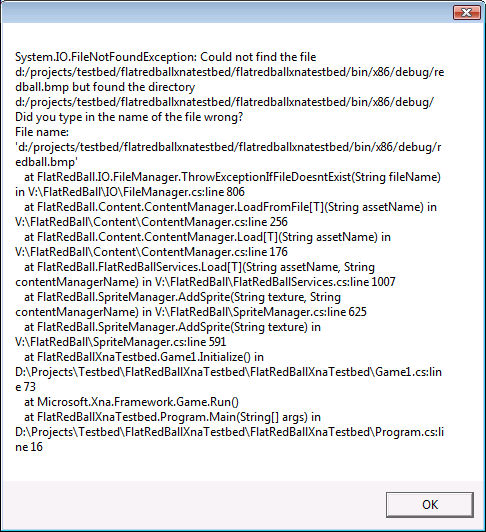 System.IO.FileNotFoundException: Could not find the file
d:/projects/testbed/flatredballxnatestbed/flatredballxnatestbed/bin/x86/debug/re
dball.bmp but found the directory
d:/projects/testbed/flatredballxnatestbed/flatredballxnatestbed/bin/x86/debug/
Did you type in the name of the file wrong?
File name:
'd:/projects/testbed/flatredballxnatestbed/flatredballxnatestbed/bin/x86/debug/r
edball.bmp'
   at FlatRedBall.IO.FileManager.ThrowExceptionIfFileDoesntExist(String fileName)
in V:\FlatRedBall\IO\FileManager.cs:line 806
   at FlatRedBall.Content.ContentManager.LoadFromFile[T](String assetName) in
V:\FlatRedBall\Content\ContentManager.cs:line 256
   at FlatRedBall.Content.ContentManager.Load[T](String assetName) in
V:\FlatRedBall\Content\ContentManager.cs:line 176
   at FlatRedBall.FlatRedBallServices.Load[T](String assetName, String
contentManagerName) in V:\FlatRedBall\FlatRedBallServices.cs:line 1007
   at FlatRedBall.SpriteManager.AddSprite(String texture, String
contentManagerName) in V:\FlatRedBall\SpriteManager.cs:line 625
   at FlatRedBall.SpriteManager.AddSprite(String texture) in
V:\FlatRedBall\SpriteManager.cs:line 591
   at FlatRedBallXnaTestbed.Game1.Initialize() in
D:\Projects\Testbed\FlatRedBallXnaTestbed\FlatRedBallXnaTestbed\Game1.cs:lin
e 73
   at Microsoft.Xna.Framework.Game.Run()
   at FlatRedBallXnaTestbed.Program.Main(String[] args) in
D:\Projects\Testbed\FlatRedBallXnaTestbed\FlatRedBallXnaTestbed\Program.cs:li
ne 16
OK